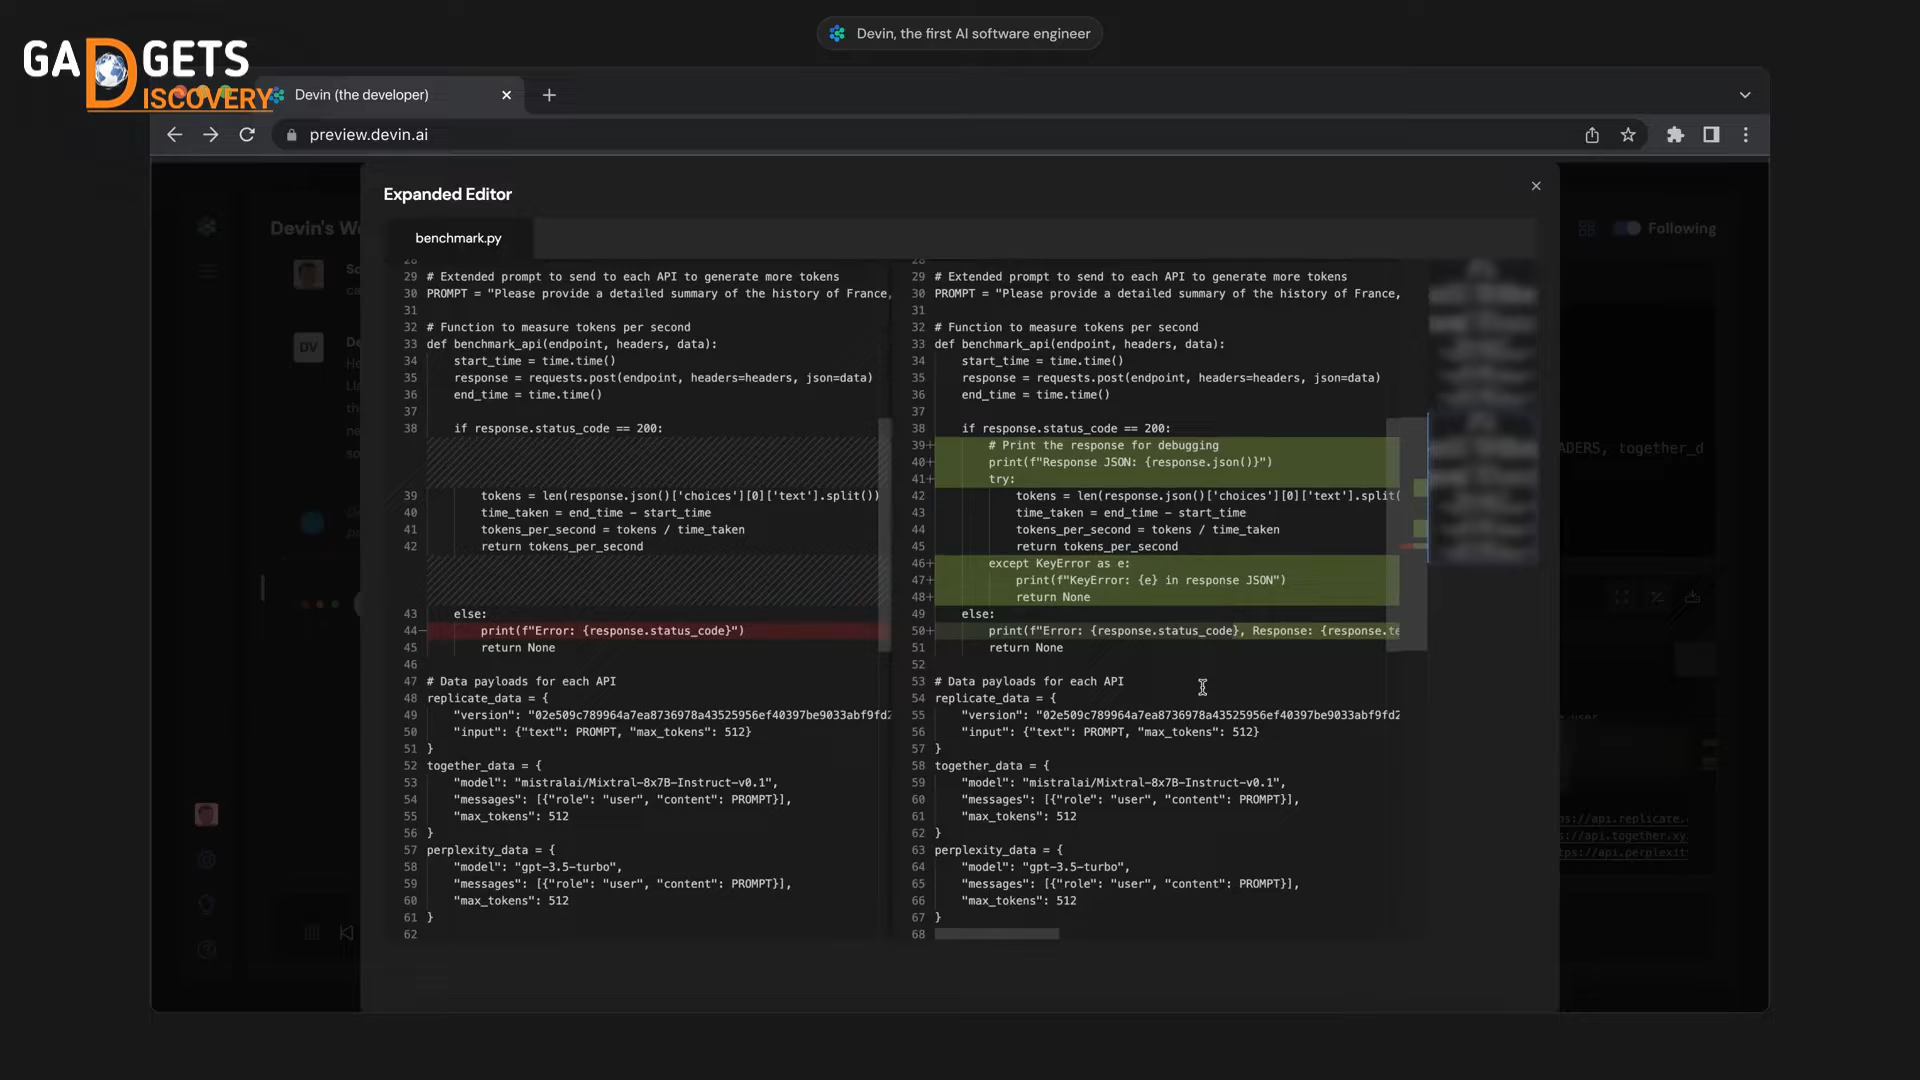 Devin, the first AI software engineer
GADGETS
DISCOVERY
Devin (the developer)
preview.devin.ai
Expanded Editor
Devin's W
Following
benchmark.py
28
29 # Extended prompt to send to each API to generate more tokens
30 PROMPT = "Please provide a detailed summary of the history of France,
31
32 # Function to measure tokens per second
33 def benchmark_api(endpoint, headers, data):
34 start_time = time.time()
35 response = requests.post(endpoint, headers=headers, json=data)
36 end_time = time.time()
37
38 if response.status_code == 200:
39 tokens = len(response.json()['choices'][0]['text'].split())
40 time_taken = end_time - start_time
41 tokens_per_second = tokens / time_taken
42 return tokens_per_second
43 else:
44- print(f"Error: {response.status_code}")
45 return None
46
47 # Data payloads for each API
48 replicate_data = {
49 "version": "02e509c789964a7ea8736978a43525956ef40397be9033abf9fd2
50 "input": {"text": PROMPT, "max_tokens": 512}
51 }
52 together_data = {
53 "model": "mistralai/Mixtral-8x7B-Instruct-v0.1",
54 "messages": [{"role": "user", "content": PROMPT}],
55 "max_tokens": 512
56 }
57 perplexity_data = {
58 "model": "gpt-3.5-turbo",
59 "messages": [{"role": "user", "content": PROMPT}],
60 "max_tokens": 512
61 }
62
28
29 # Extended prompt to send to each API to generate more tokens
30 PROMPT = "Please provide a detailed summary of the history of France,
31
32 # Function to measure tokens per second
33 def benchmark_api(endpoint, headers, data):
34 start_time = time.time()
35 response = requests.post(endpoint, headers=headers, json=data)
36 end_time = time.time()
37
38 if response.status_code == 200:
39+ # Print the response for debugging
40+ print(f"Response JSON: {response.json()}")
41+ try:
42 tokens = len(response.json()['choices'][0]['text'].split(
43 time_taken = end_time - start_time
44 tokens_per_second = tokens / time_taken
45 return tokens_per_second
46+ except KeyError as e:
47+ print(f"KeyError: {e} in response JSON")
48+ return None
49 else:
50+ print(f"Error: {response.status_code}, Response: {response.te
51 return None
52
53 # Data payloads for each API
54 replicate_data = {
55 "version": "02e509c789964a7ea8736978a43525956ef40397be9033abf9fd2
56 "input": {"text": PROMPT, "max_tokens": 512}
57 }
58 together_data = {
59 "model": "mistralai/Mixtral-8x7B-Instruct-v0.1",
60 "messages": [{"role": "user", "content": PROMPT}],
61 "max_tokens": 512
62 }
63 perplexity_data = {
64 "model": "gpt-3.5-turbo",
65 "messages": [{"role": "user", "content": PROMPT}],
66 "max_tokens": 512
67 }
68
DV
ADERS, together_d
ps://api.replicate.
s://api.together.xy
tps://api.perplexit